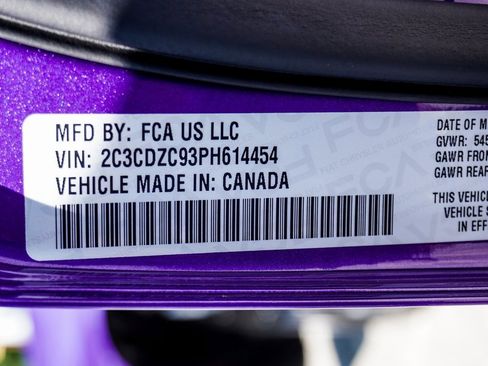 MFD BY: FCA US LLC
VIN: 2C3CDZC93PH614454
VEHICLE MADE IN: CANADA
DATE OF M
GVWR: 545
GAWR FRON
GAWR REAR
THIS VEHIC
VEHICLE S
IN EFF